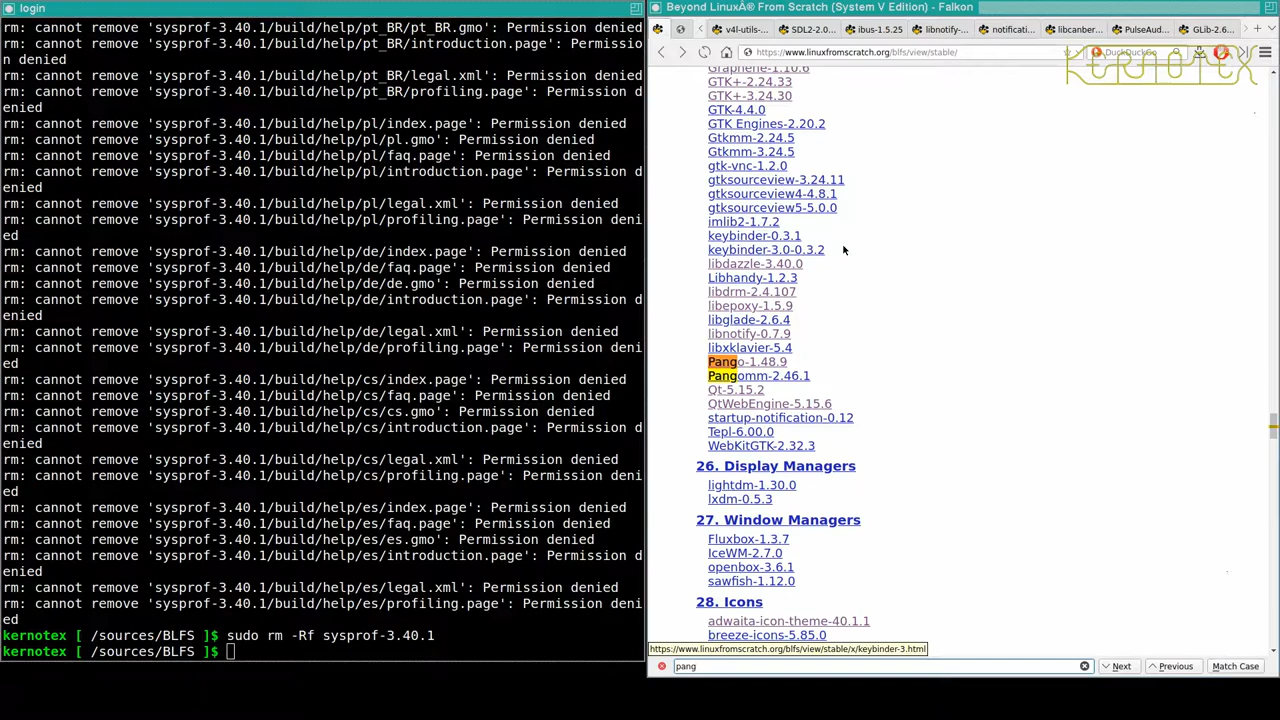 login
rm: cannot remove 'sysprof-3.40.1/build/help/pt_BR/pt_BR.gmo': Permission denied
rm: cannot remove 'sysprof-3.40.1/build/help/pt_BR/introduction.page': Permissio
n denied
rm: cannot remove 'sysprof-3.40.1/build/help/pt_BR/legal.xml': Permission denied
rm: cannot remove 'sysprof-3.40.1/build/help/pt_BR/profiling.page': Permission d
enied
rm: cannot remove 'sysprof-3.40.1/build/help/pl/index.page': Permission denied
rm: cannot remove 'sysprof-3.40.1/build/help/pl/pl.gmo': Permission denied
rm: cannot remove 'sysprof-3.40.1/build/help/pl/faq.page': Permission denied
rm: cannot remove 'sysprof-3.40.1/build/help/pl/introduction.page': Permission d
enied
rm: cannot remove 'sysprof-3.40.1/build/help/pl/legal.xml': Permission denied
rm: cannot remove 'sysprof-3.40.1/build/help/pl/profiling.page': Permission deni
ed
rm: cannot remove 'sysprof-3.40.1/build/help/de/index.page': Permission denied
rm: cannot remove 'sysprof-3.40.1/build/help/de/faq.page': Permission denied
rm: cannot remove 'sysprof-3.40.1/build/help/de/de.gmo': Permission denied
rm: cannot remove 'sysprof-3.40.1/build/help/de/introduction.page': Permission d
enied
rm: cannot remove 'sysprof-3.40.1/build/help/de/legal.xml': Permission denied
rm: cannot remove 'sysprof-3.40.1/build/help/de/profiling.page': Permission deni
ed
rm: cannot remove 'sysprof-3.40.1/build/help/cs/index.page': Permission denied
rm: cannot remove 'sysprof-3.40.1/build/help/cs/faq.page': Permission denied
rm: cannot remove 'sysprof-3.40.1/build/help/cs/cs.gmo': Permission denied
rm: cannot remove 'sysprof-3.40.1/build/help/cs/introduction.page': Permission d
enied
rm: cannot remove 'sysprof-3.40.1/build/help/cs/legal.xml': Permission denied
rm: cannot remove 'sysprof-3.40.1/build/help/cs/profiling.page': Permission deni
ed
rm: cannot remove 'sysprof-3.40.1/build/help/es/index.page': Permission denied
rm: cannot remove 'sysprof-3.40.1/build/help/es/faq.page': Permission denied
rm: cannot remove 'sysprof-3.40.1/build/help/es/es.gmo': Permission denied
rm: cannot remove 'sysprof-3.40.1/build/help/es/introduction.page': Permission d
enied
rm: cannot remove 'sysprof-3.40.1/build/help/es/legal.xml': Permission denied
rm: cannot remove 'sysprof-3.40.1/build/help/es/profiling.page': Permission deni
ed
kernotex [ /sources/BLFS ]$ sudo rm -Rf sysprof-3.40.1
kernotex [ /sources/BLFS ]$
Beyond LinuxÂ® From Scratch (System V Edition) - Falkon
v4l-utils-... SDL2-2.0... ibus-1.5.25 libnotify-... notificati... libcanber... PulseAud... GLib-2.6...
https://www.linuxfromscratch.org/blfs/view/stable/ DuckDuckGo
KERNOTEX
Graphene-1.10.6
GTK+-2.24.33
GTK+-3.24.30
GTK-4.4.0
GTK Engines-2.20.2
Gtkmm-2.24.5
Gtkmm-3.24.5
gtk-vnc-1.2.0
gtksourceview-3.24.11
gtksourceview4-4.8.1
gtksourceview5-5.0.0
imlib2-1.7.2
keybinder-0.3.1
keybinder-3.0-0.3.2
libdazzle-3.40.0
Libhandy-1.2.3
libdrm-2.4.107
libepoxy-1.5.9
libglade-2.6.4
libnotify-0.7.9
libxklavier-5.4
Pango-1.48.9
Pangomm-2.46.1
Qt-5.15.2
QtWebEngine-5.15.6
startup-notification-0.12
Tepl-6.00.0
WebKitGTK-2.32.3
26. Display Managers
lightdm-1.30.0
lxdm-0.5.3
27. Window Managers
Fluxbox-1.3.7
IceWM-2.7.0
openbox-3.6.1
sawfish-1.12.0
28. Icons
adwaita-icon-theme-40.1.1
breeze-icons-5.85.0
https://www.linuxfromscratch.org/blfs/view/stable/x/keybinder-3.html
pang Next Previous Match Case